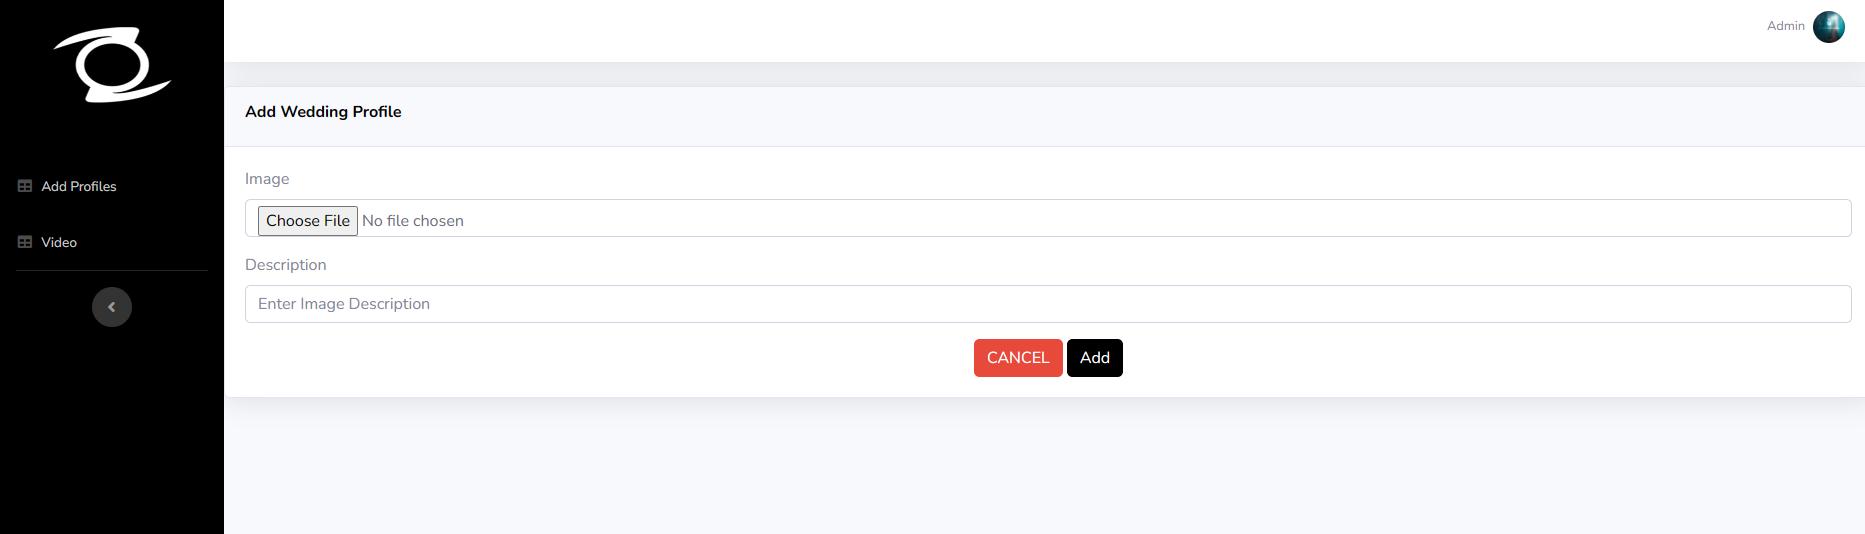 Admin
Add Profiles
Video
Add Wedding Profile
Image
Choose File No file chosen
Description
Enter Image Description
CANCEL Add